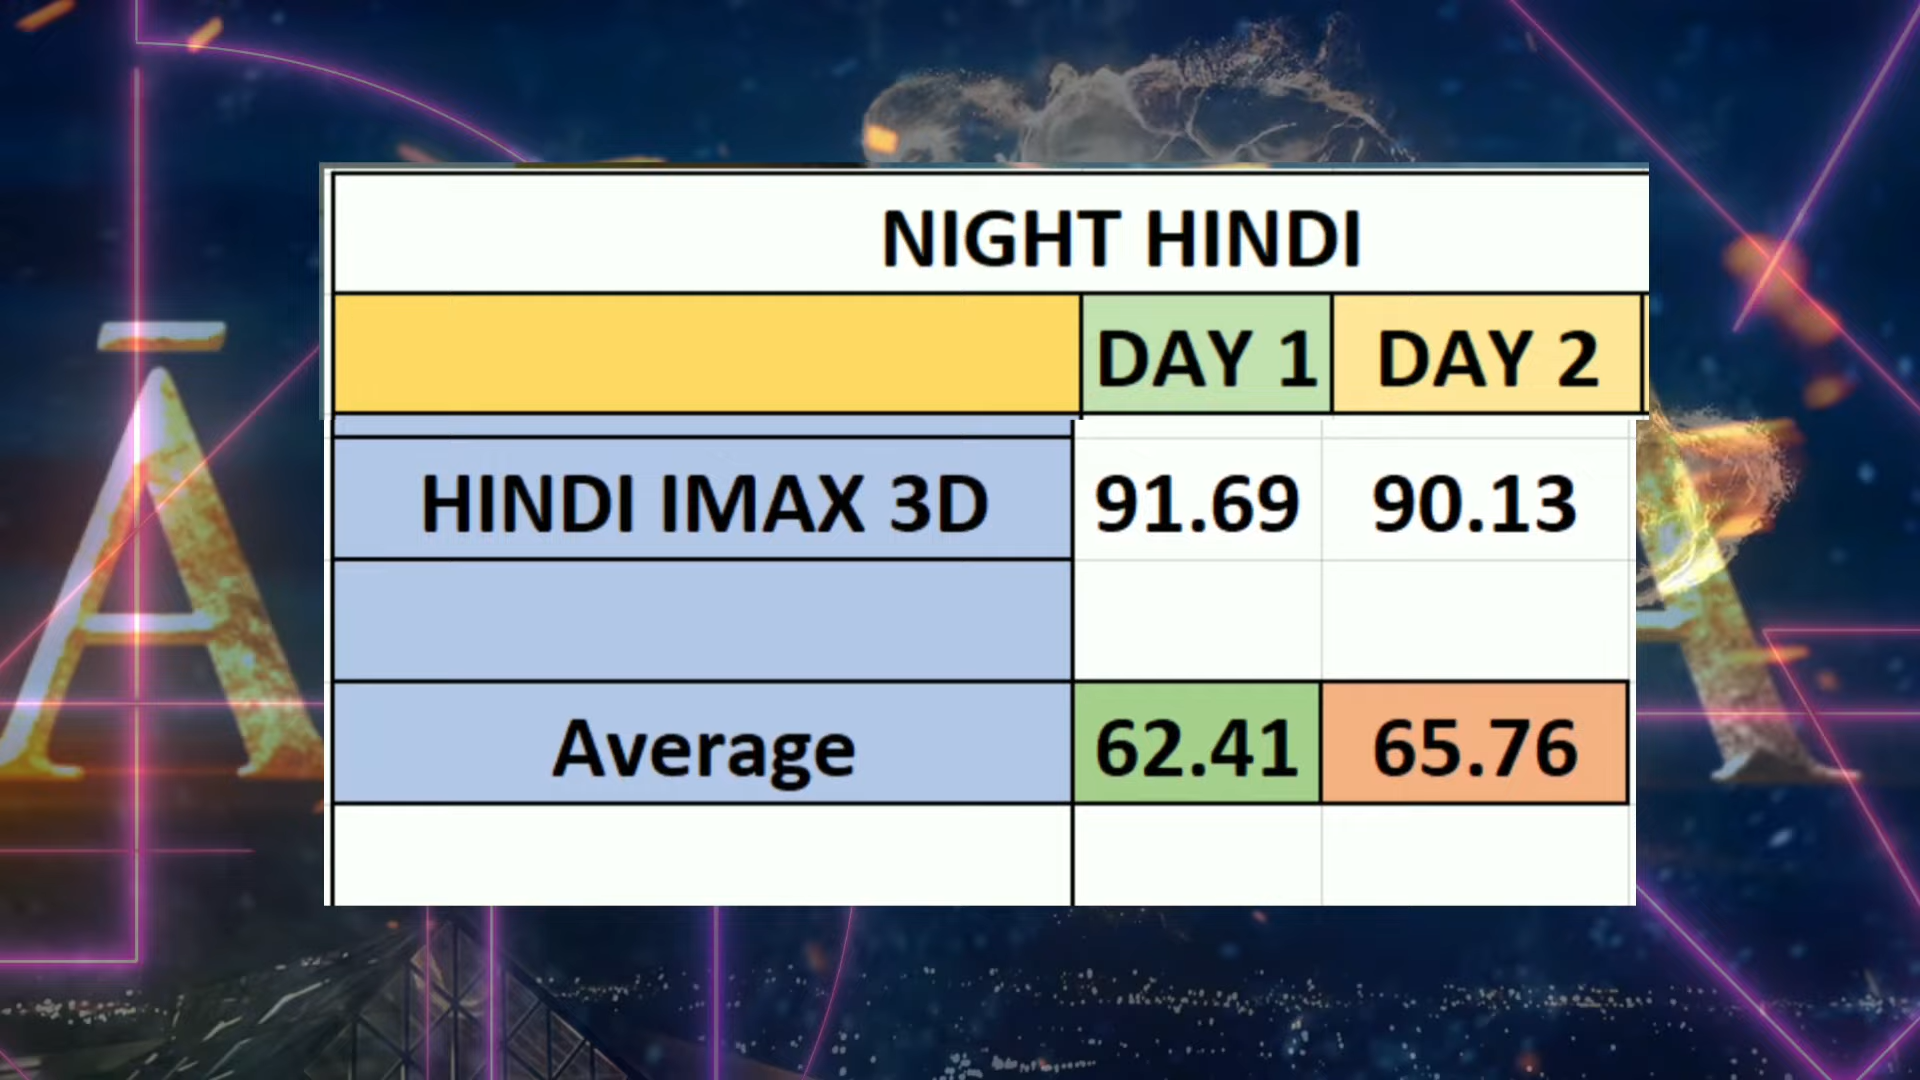 NIGHT HINDI
DAY 1 DAY 2
HINDI IMAX 3D 91.69 90.13
Average 62.41 65.76